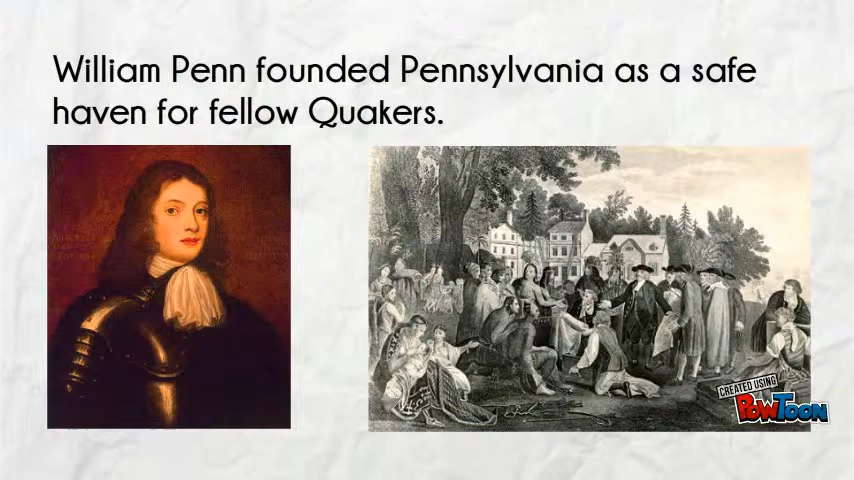 William Penn founded Pennsylvania as a safe
haven for fellow Quakers.
CREATED USING
POWTOON